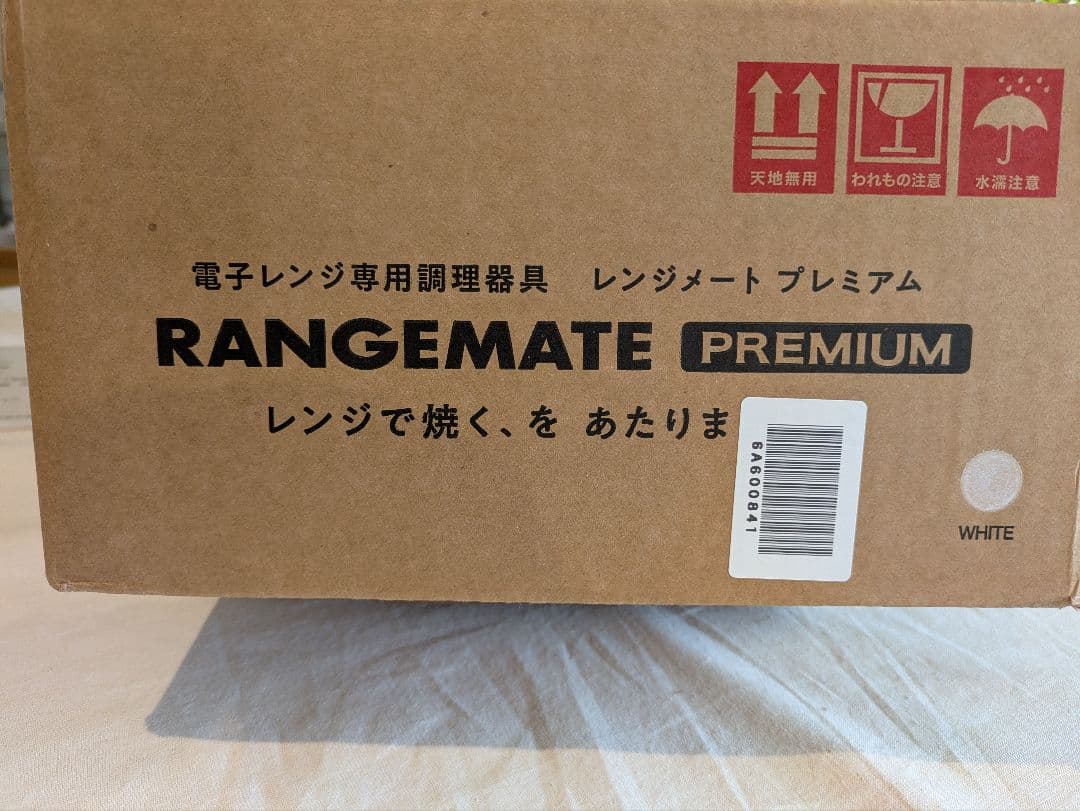 天地無用 われもの注意 水濡注意
電子レンジ専用調理器具 レンジメート プレミアム
RANGEMATE PREMIUM
レンジで焼く、を あたりま
6A600841
WHITE